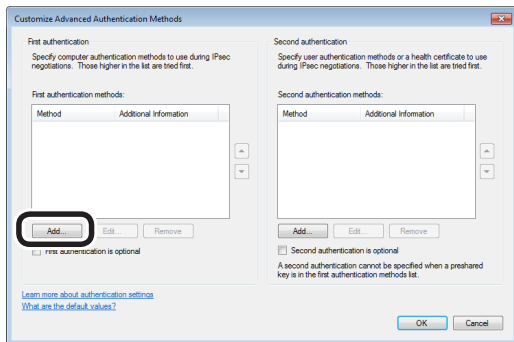 Customize Advanced Authentication Methods
First authentication
Specify computer authentication methods to use during IPsec
negotiations. Those higher in the list are tried first.
First authentication methods:
Method Additional Information
Add... Edit... Remove
First authentication is optional
Second authentication
Specify user authentication methods or a health certificate to use
during IPsec negotiations. Those higher in the list are tried first.
Second authentication methods:
Method Additional Information
Add... Edit... Remove
Second authentication is optional
A second authentication cannot be specified when a preshared
key is in the first authentication methods list.
Learn more about authentication settings
What are the default values?
OK Cancel